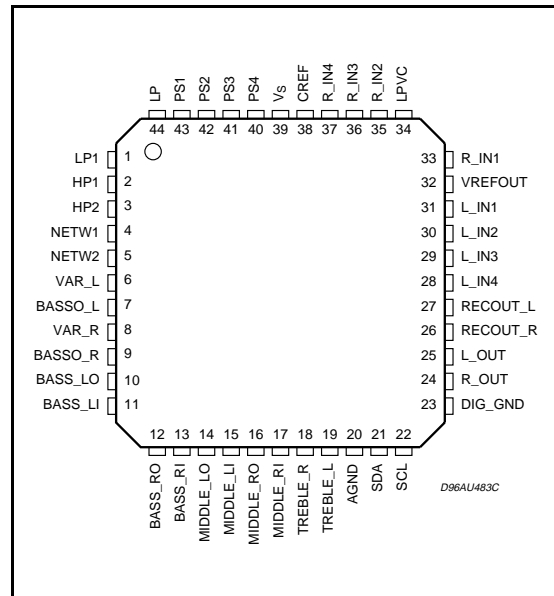 LP
PS1
PS2
PS3
PS4
VS
CREF
R_IN4
R_IN3
R_IN2
LPVC
44 43 42 41 40 39 38 37 36 35 34
LP1 1
HP1 2
HP2 3
NETW1 4
NETW2 5
VAR_L 6
BASSO_L 7
VAR_R 8
BASSO_R 9
BASS_LO 10
BASS_LI 11
33 R_IN1
32 VREFOUT
31 L_IN1
30 L_IN2
29 L_IN3
28 L_IN4
27 RECOUT_L
26 RECOUT_R
25 L_OUT
24 R_OUT
23 DIG_GND
12 13 14 15 16 17 18 19 20 21 22
BASS_RO
BASS_RI
MIDDLE_LO
MIDDLE_LI
MIDDLE_RO
MIDDLE_RI
TREBLE_R
TREBLE_L
AGND
SDA
SCL
D96AU483C